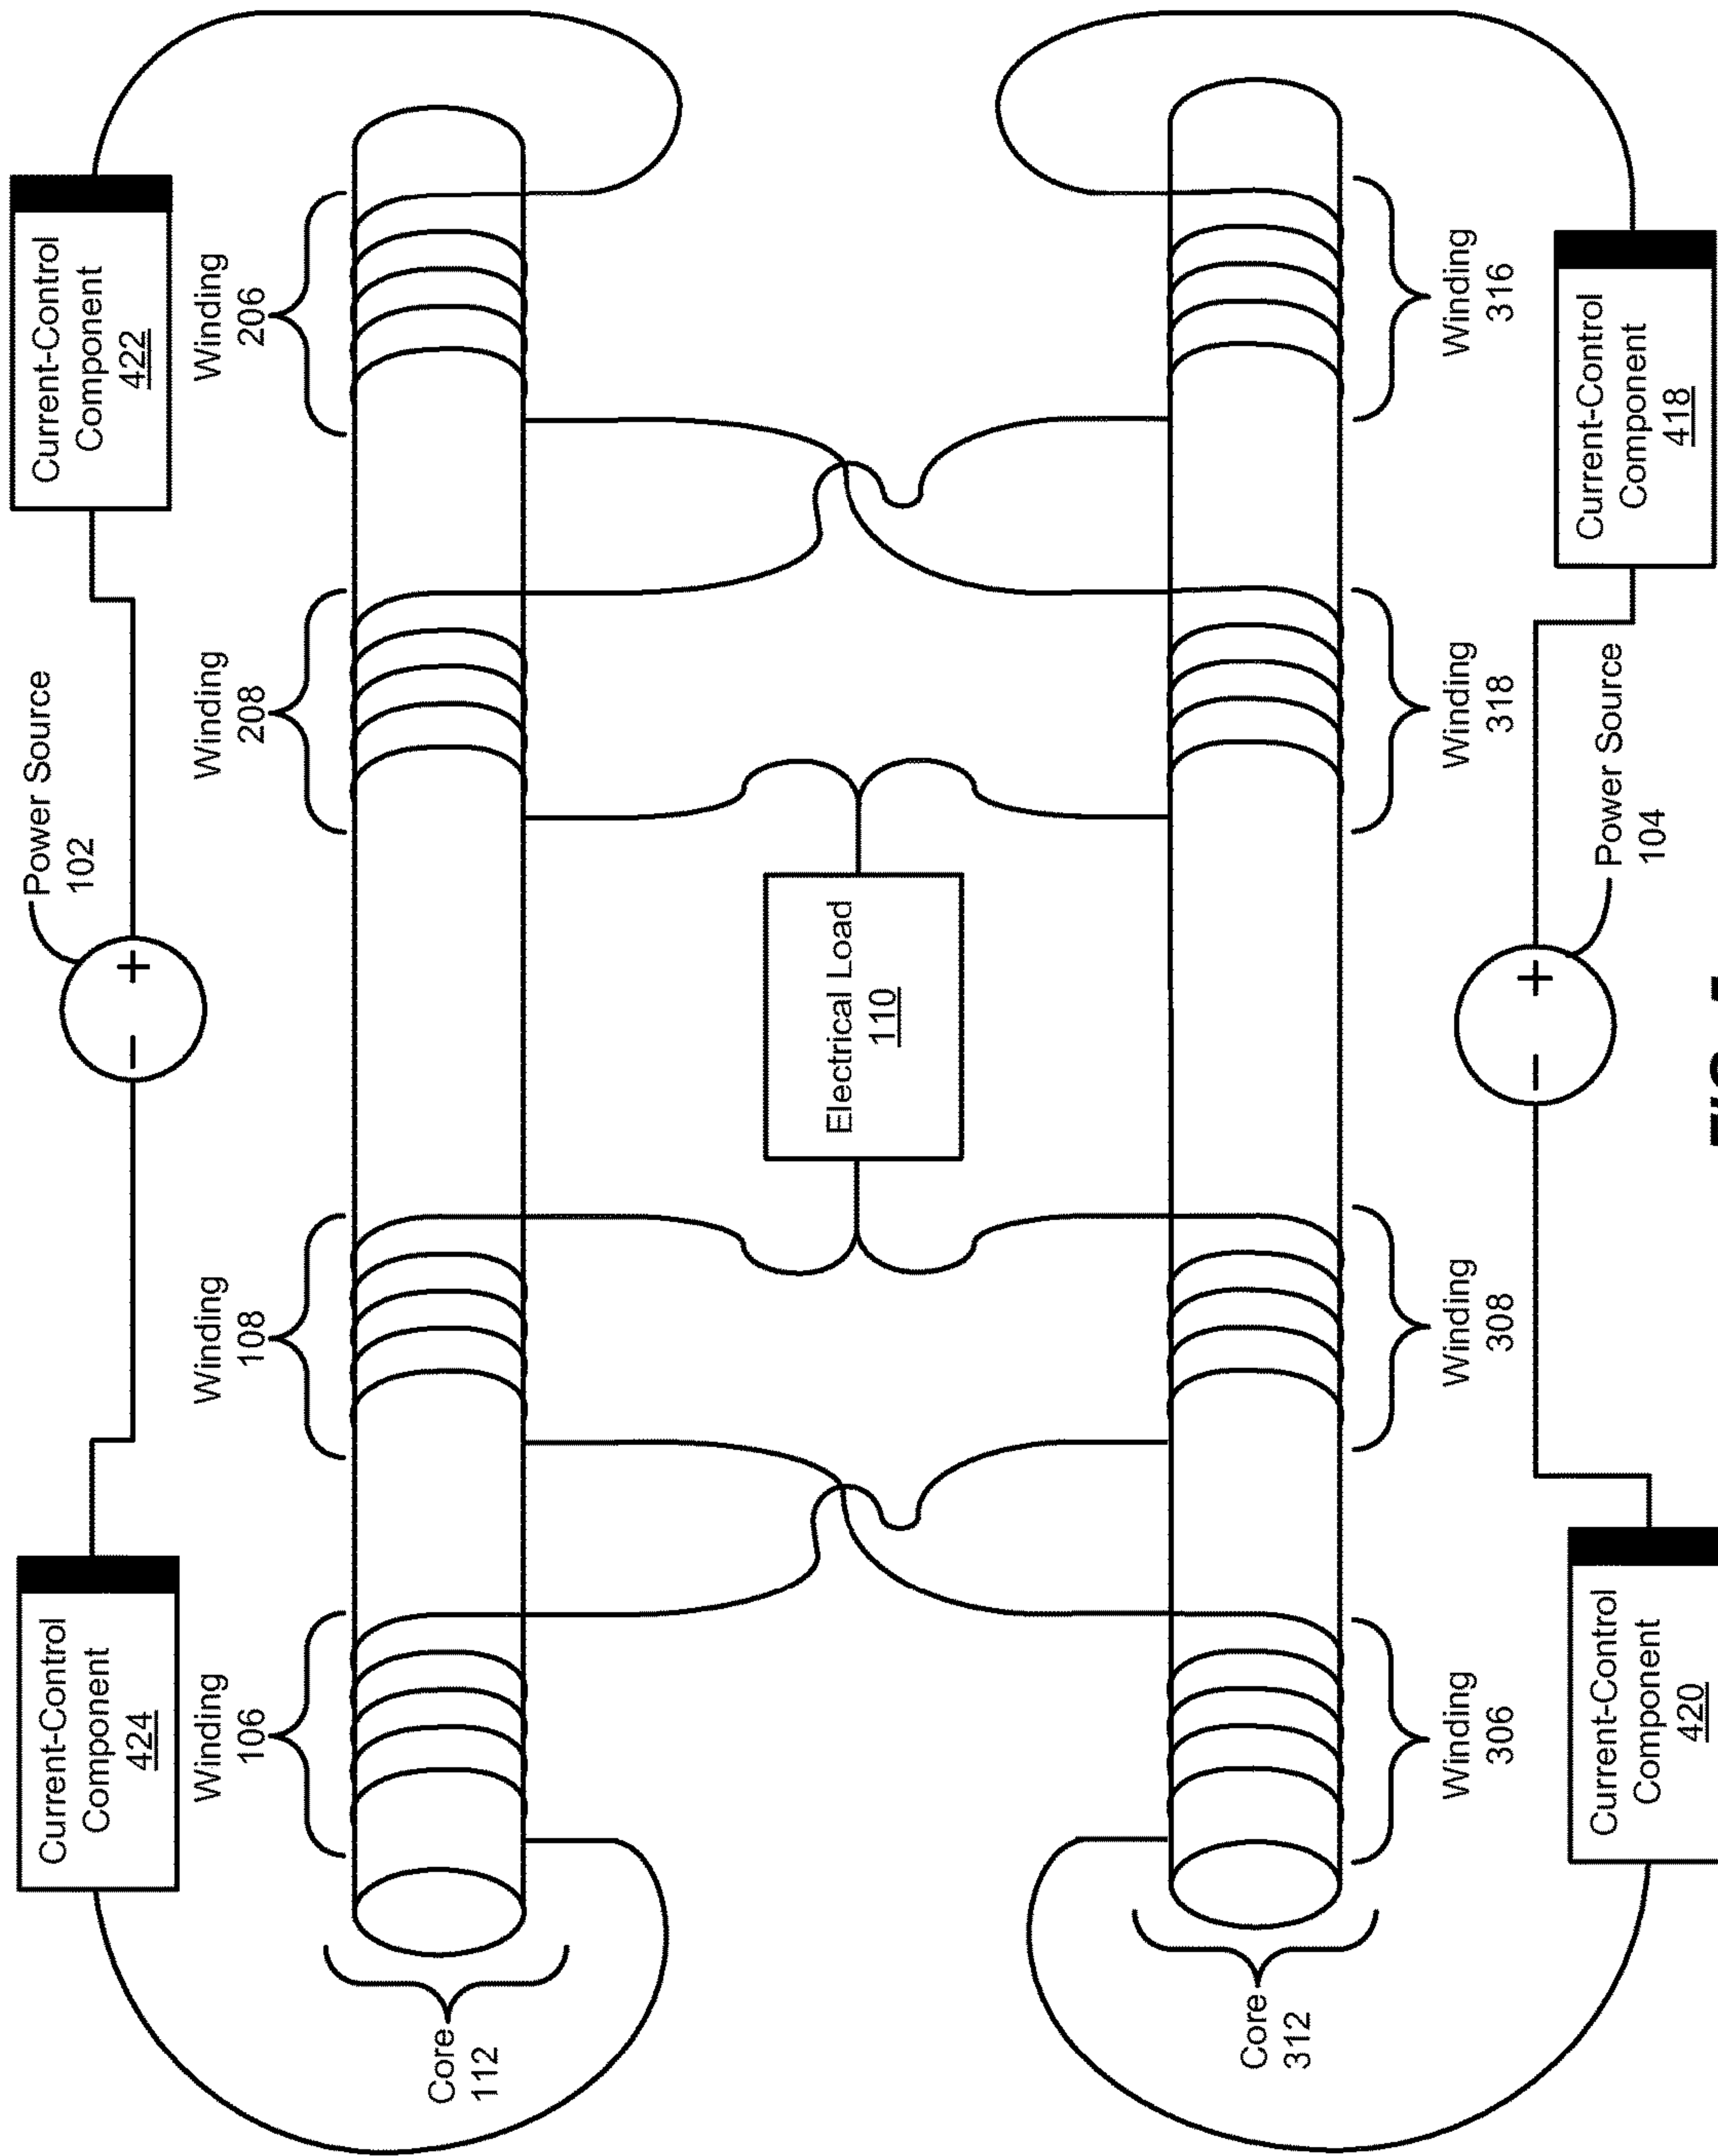 Current-Control
Component
424
Power Source
102
Current-Control
Component
422
− +
Winding
106
Winding
108
Winding
208
Winding
206
Core
112
Electrical Load
110
Core
312
Winding
306
Winding
308
Winding
318
Winding
316
− +
Power Source
104
Current-Control
Component
420
Current-Control
Component
418